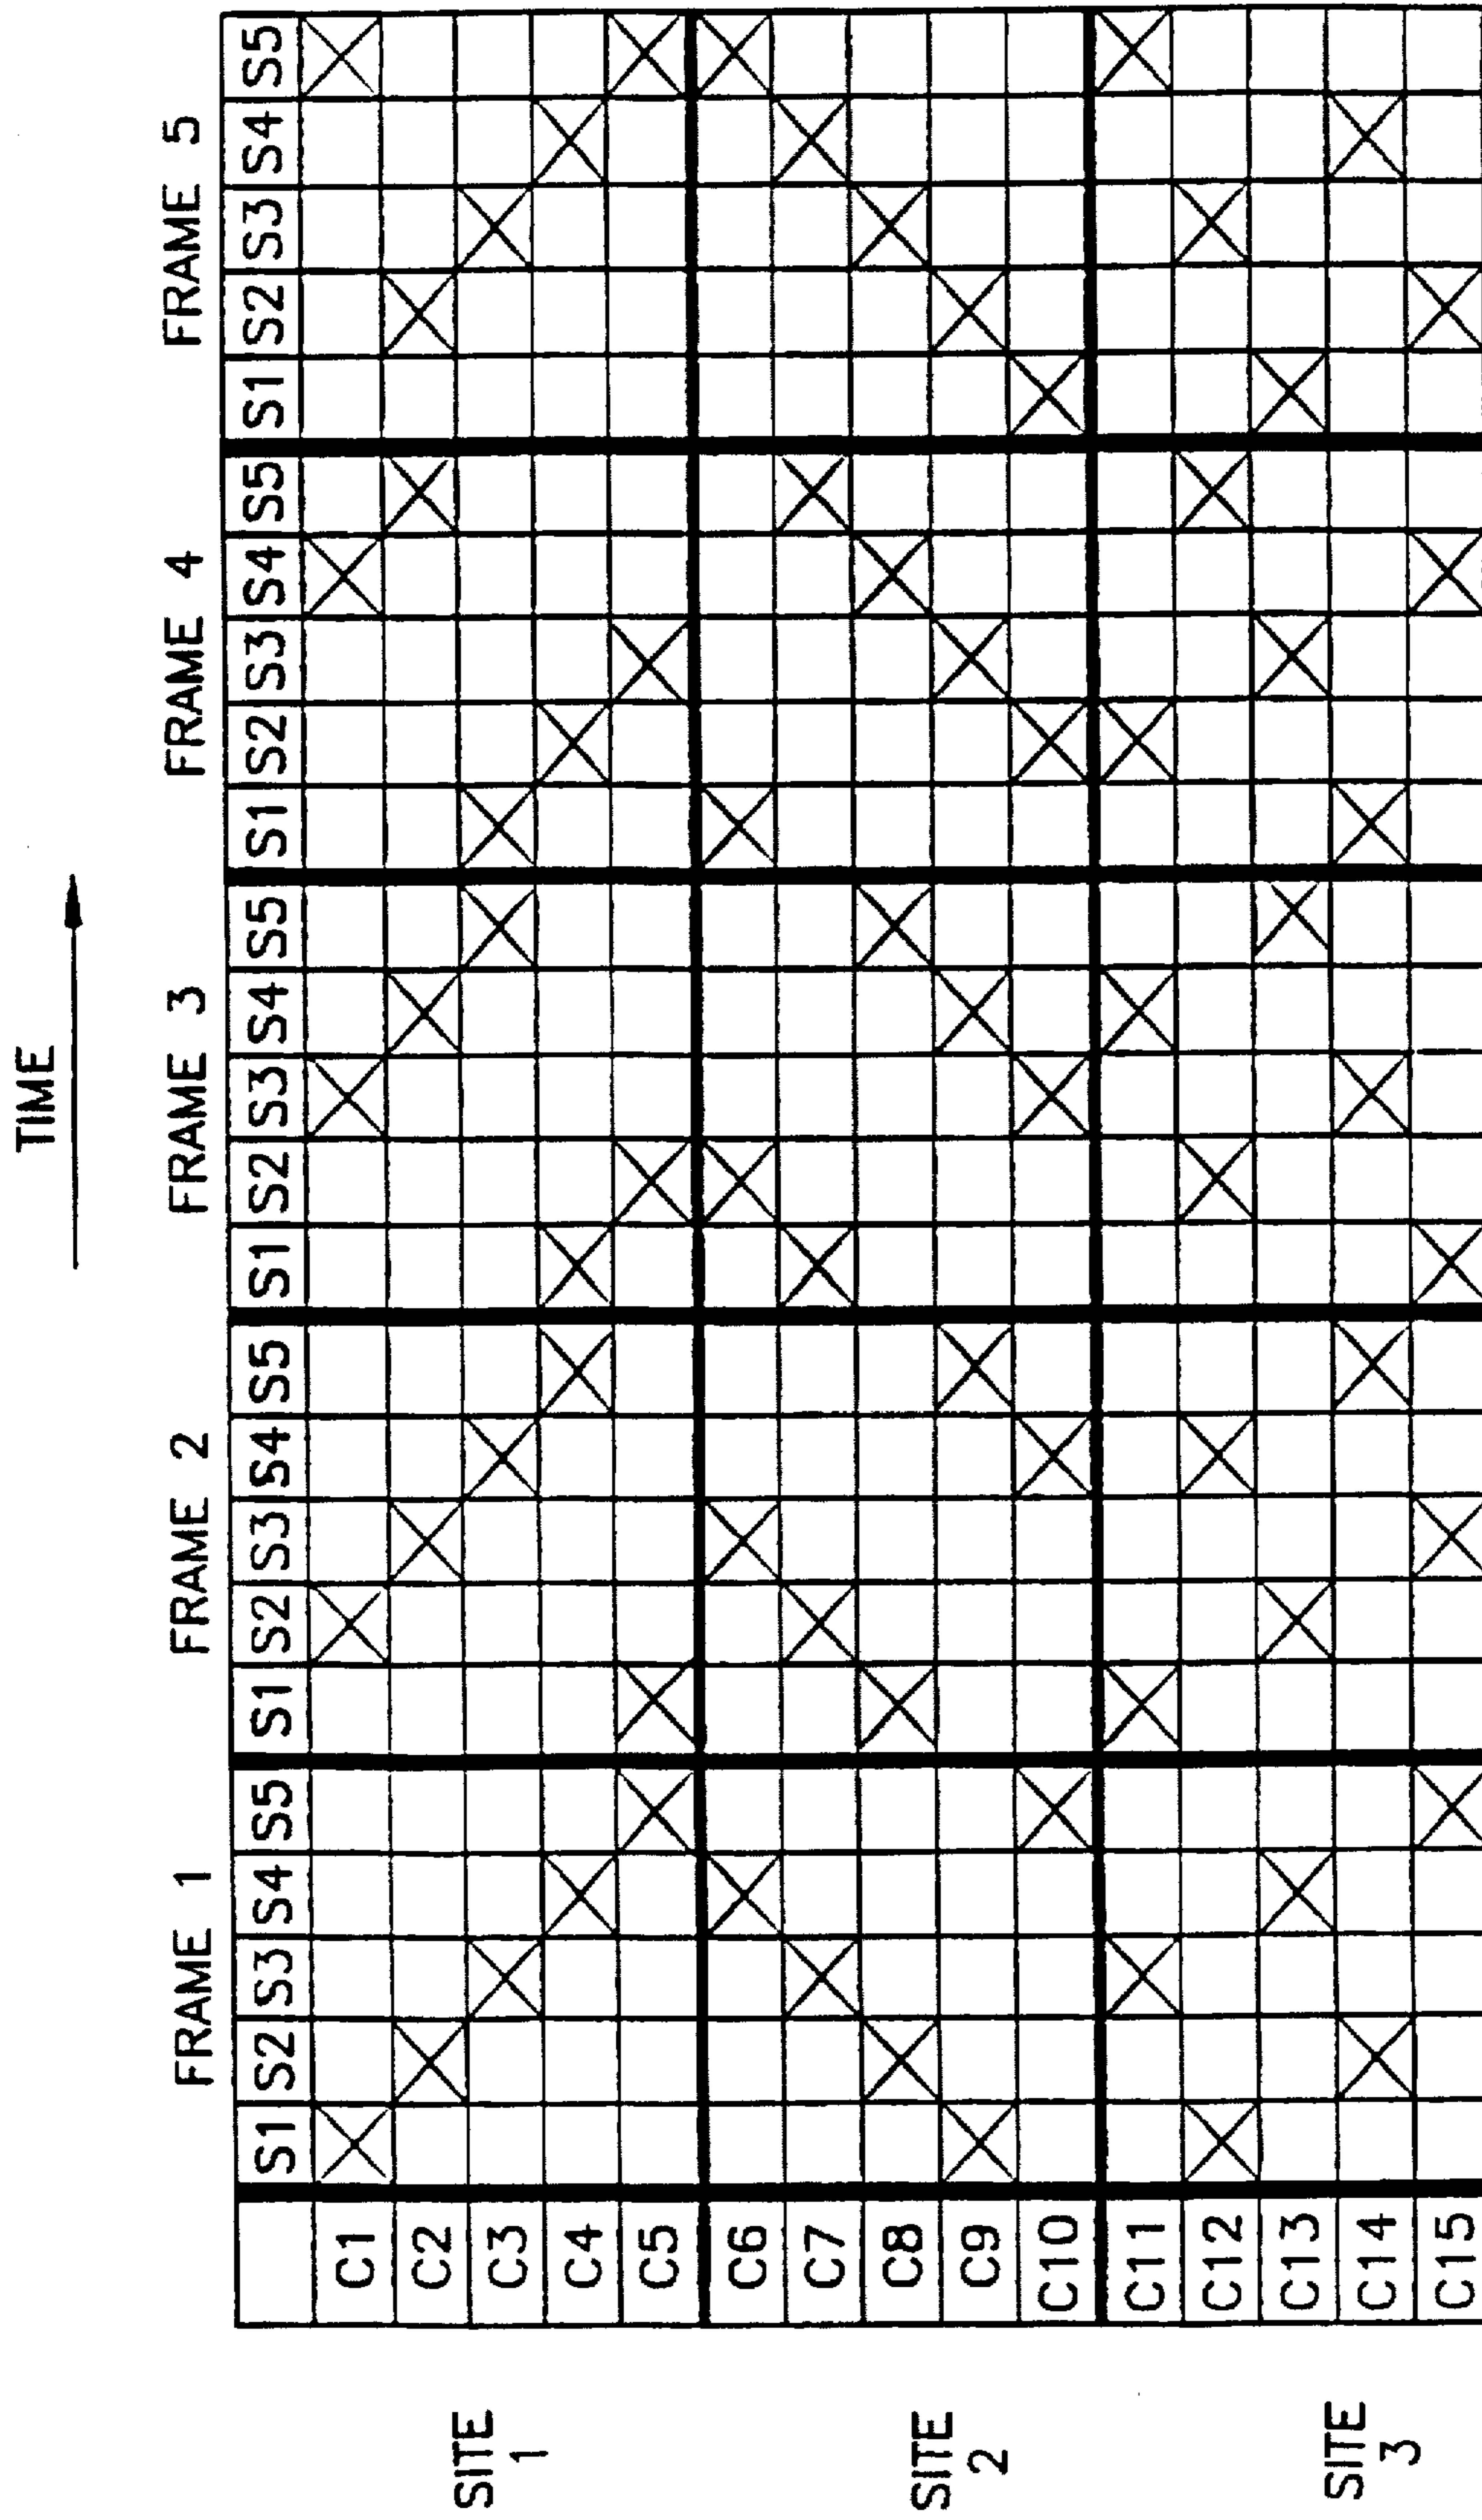 TIME
FRAME 1 FRAME 2 FRAME 3 FRAME 4 FRAME 5
S1 S2 S3 S4 S5 S1 S2 S3 S4 S5 S1 S2 S3 S4 S5 S1 S2 S3 S4 S5 S1 S2 S3 S4 S5
SITE
1
C1
C2
C3
C4
C5
SITE
2
C6
C7
C8
C9
C10
SITE
3
C11
C12
C13
C14
C15